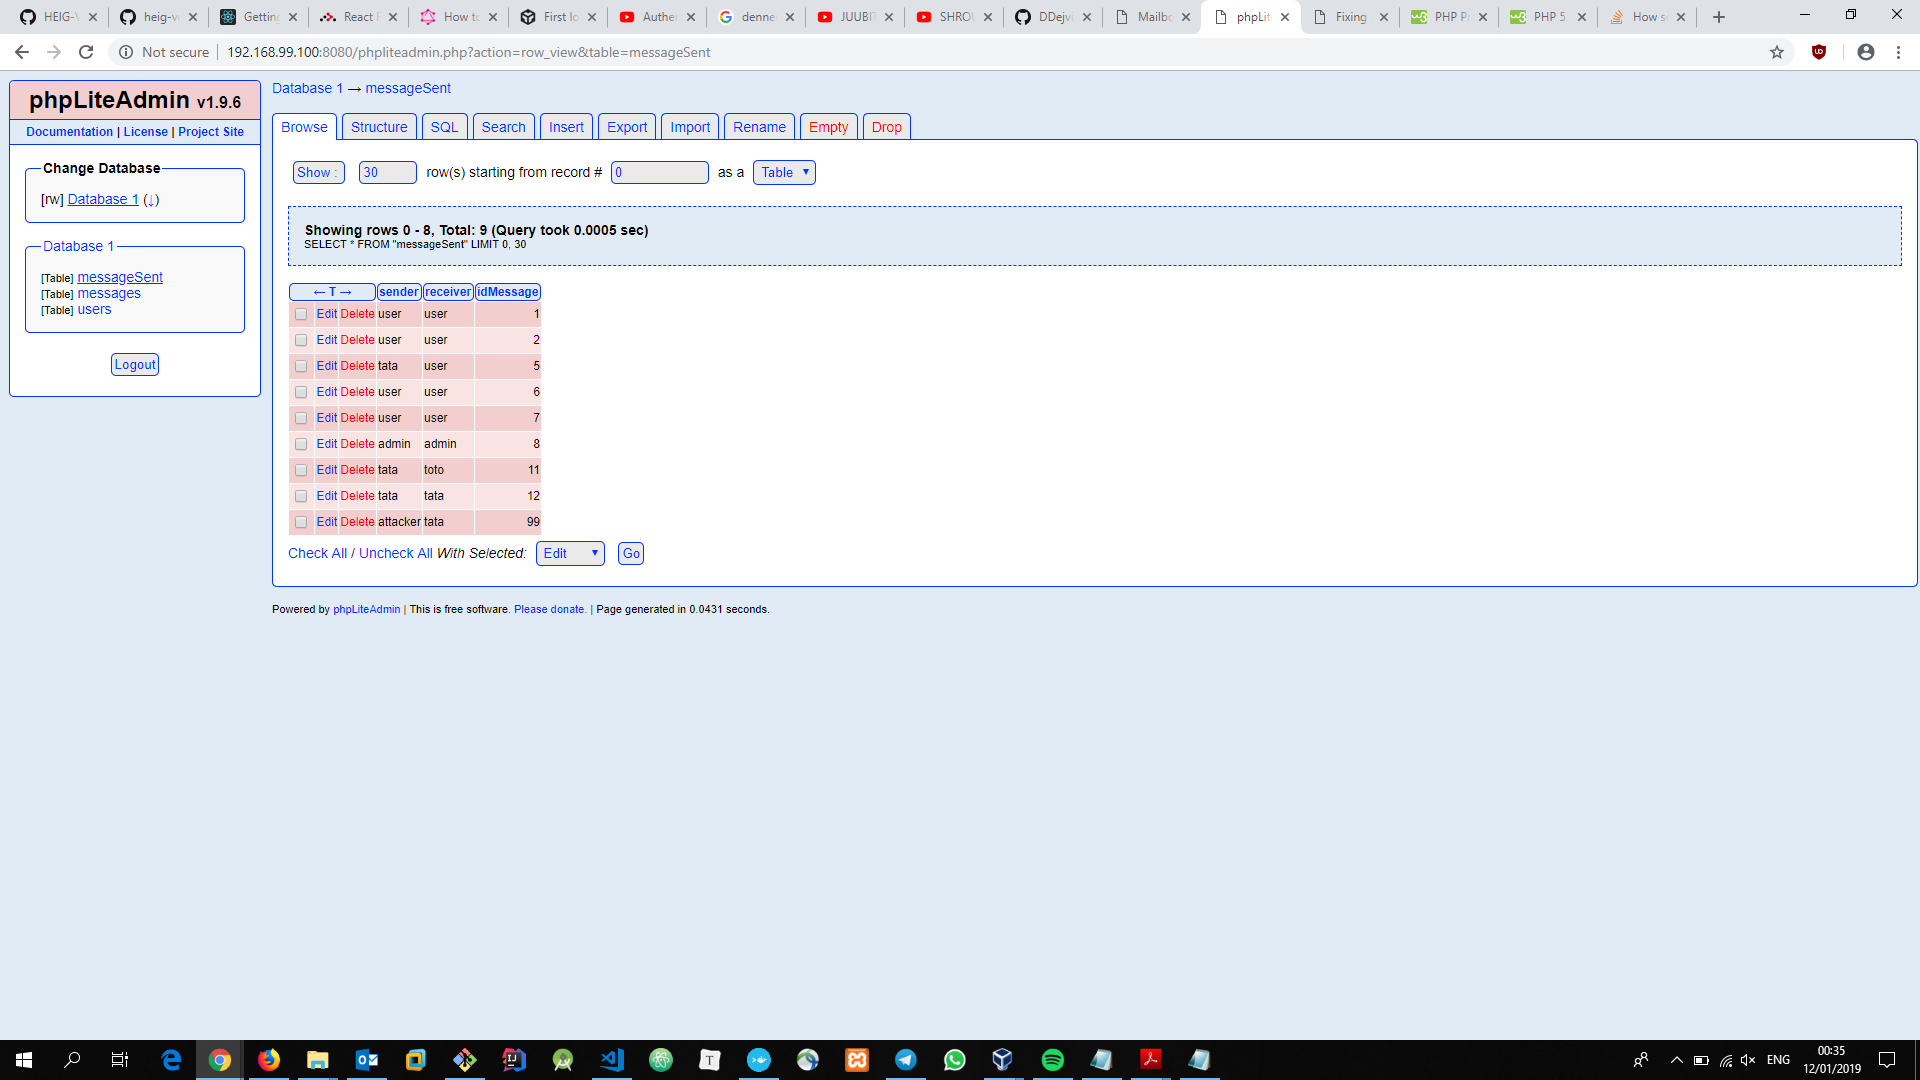 HEIG-V
heig-v
Getting
React F
How to
First lo
Auther
denne
JUUBI
SHROU
DDejvi
Mailbo
phpLit
Fixing
PHP P
PHP 5
How se
Not secure
192.168.99.100:8080/phpliteadmin.php?action=row_view&table=messageSent
phpLiteAdmin v1.9.6
Documentation | License | Project Site
Change Database
[rw] Database 1 (↓)
Database 1
[Table] messageSent
[Table] messages
[Table] users
Logout
Database 1 → messageSent
Browse Structure SQL Search Insert Export Import Rename Empty Drop
Show : 30 row(s) starting from record # 0 as a Table
Showing rows 0 - 8, Total: 9 (Query took 0.0005 sec)
SELECT * FROM "messageSent" LIMIT 0, 30
← T → sender receiver idMessage
Edit Delete user user 1
Edit Delete user user 2
Edit Delete tata user 5
Edit Delete user user 6
Edit Delete user user 7
Edit Delete admin admin 8
Edit Delete tata toto 11
Edit Delete tata tata 12
Edit Delete attacker tata 99
Check All / Uncheck All With Selected: Edit Go
Powered by phpLiteAdmin | This is free software. Please donate. | Page generated in 0.0431 seconds.
ENG
00:35
12/01/2019